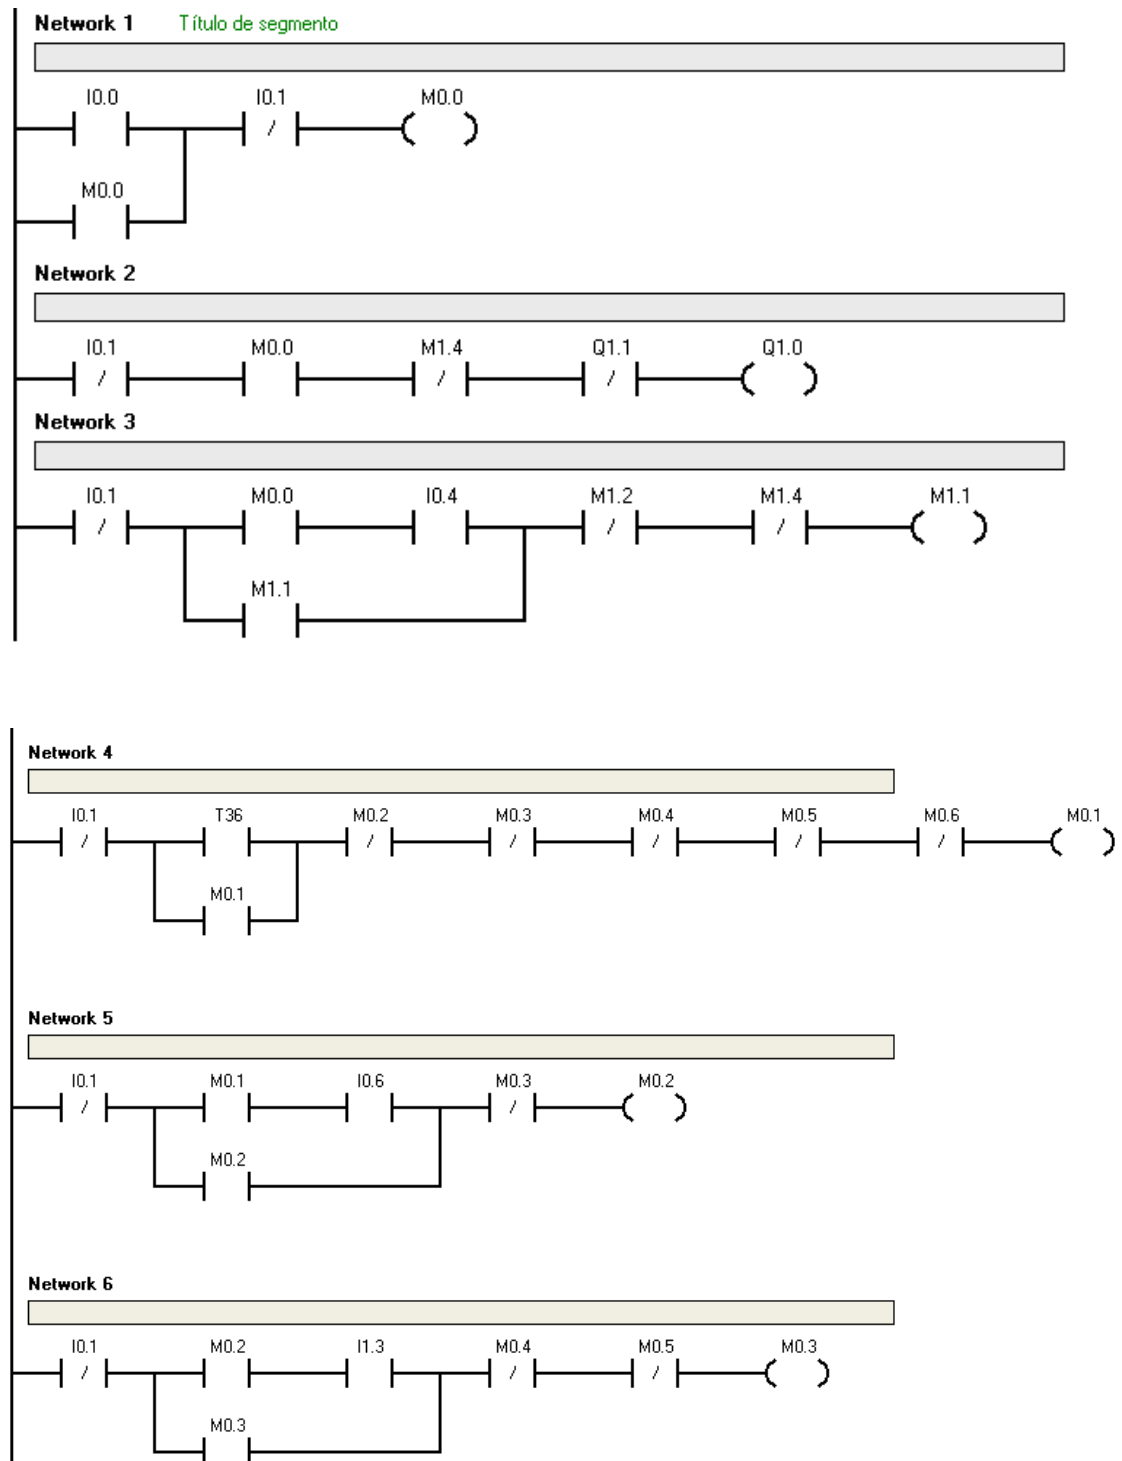 Network 1 Título de segmento
I0.0 I0.1 M0.0
/
M0.0
Network 2
I0.1 M0.0 M1.4 Q1.1 Q1.0
/ / /
Network 3
I0.1 M0.0 I0.4 M1.2 M1.4 M1.1
/ / /
M1.1
Network 4
I0.1 T36 M0.2 M0.3 M0.4 M0.5 M0.6 M0.1
/ / / / / /
M0.1
Network 5
I0.1 M0.1 I0.6 M0.3 M0.2
/ /
M0.2
Network 6
I0.1 M0.2 I1.3 M0.4 M0.5 M0.3
/ / /
M0.3